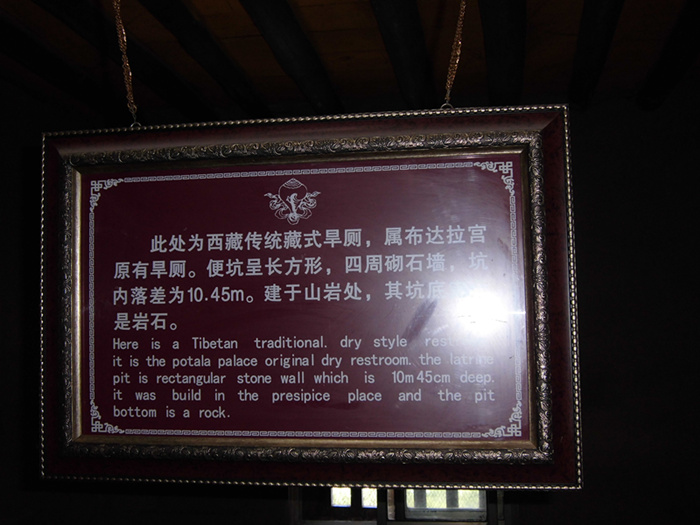 此处为西藏传统藏式旱厕，属布达拉宫
原有旱厕。便坑呈长方形，四周砌石墙，坑
内落差为10.45m。建于山岩处，其坑底
是岩石。
Here is a Tibetan traditional. dry style
it is the potala palace original dry restroom. the latrine
pit is rectangular stone wall which is 10m45cm deep.
it was build in the presipice place and the pit
bottom is a rock.